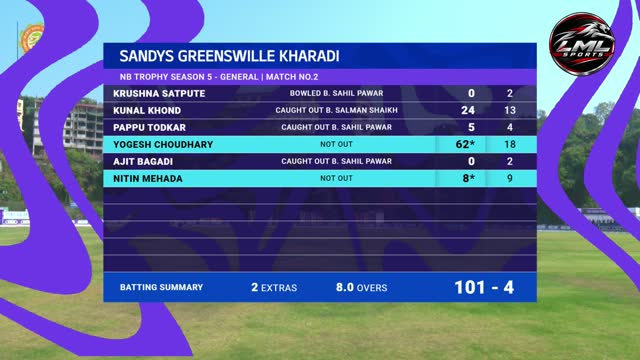 LML
SPORTS
SANDYS GREENSWILLE KHARADI
NB TROPHY SEASON 5 - GENERAL | MATCH NO.2
KRUSHNA SATPUTE BOWLED B. SAHIL PAWAR 0 2
KUNAL KHOND CAUGHT OUT B. SALMAN SHAIKH 24 13
PAPPU TODKAR CAUGHT OUT B. SAHIL PAWAR 5 4
YOGESH CHOUDHARY NOT OUT 62* 18
AJIT BAGADI CAUGHT OUT B. SAHIL PAWAR 0 2
NITIN MEHADA NOT OUT 8* 9
BATTING SUMMARY 2 EXTRAS 8.0 OVERS 101 - 4